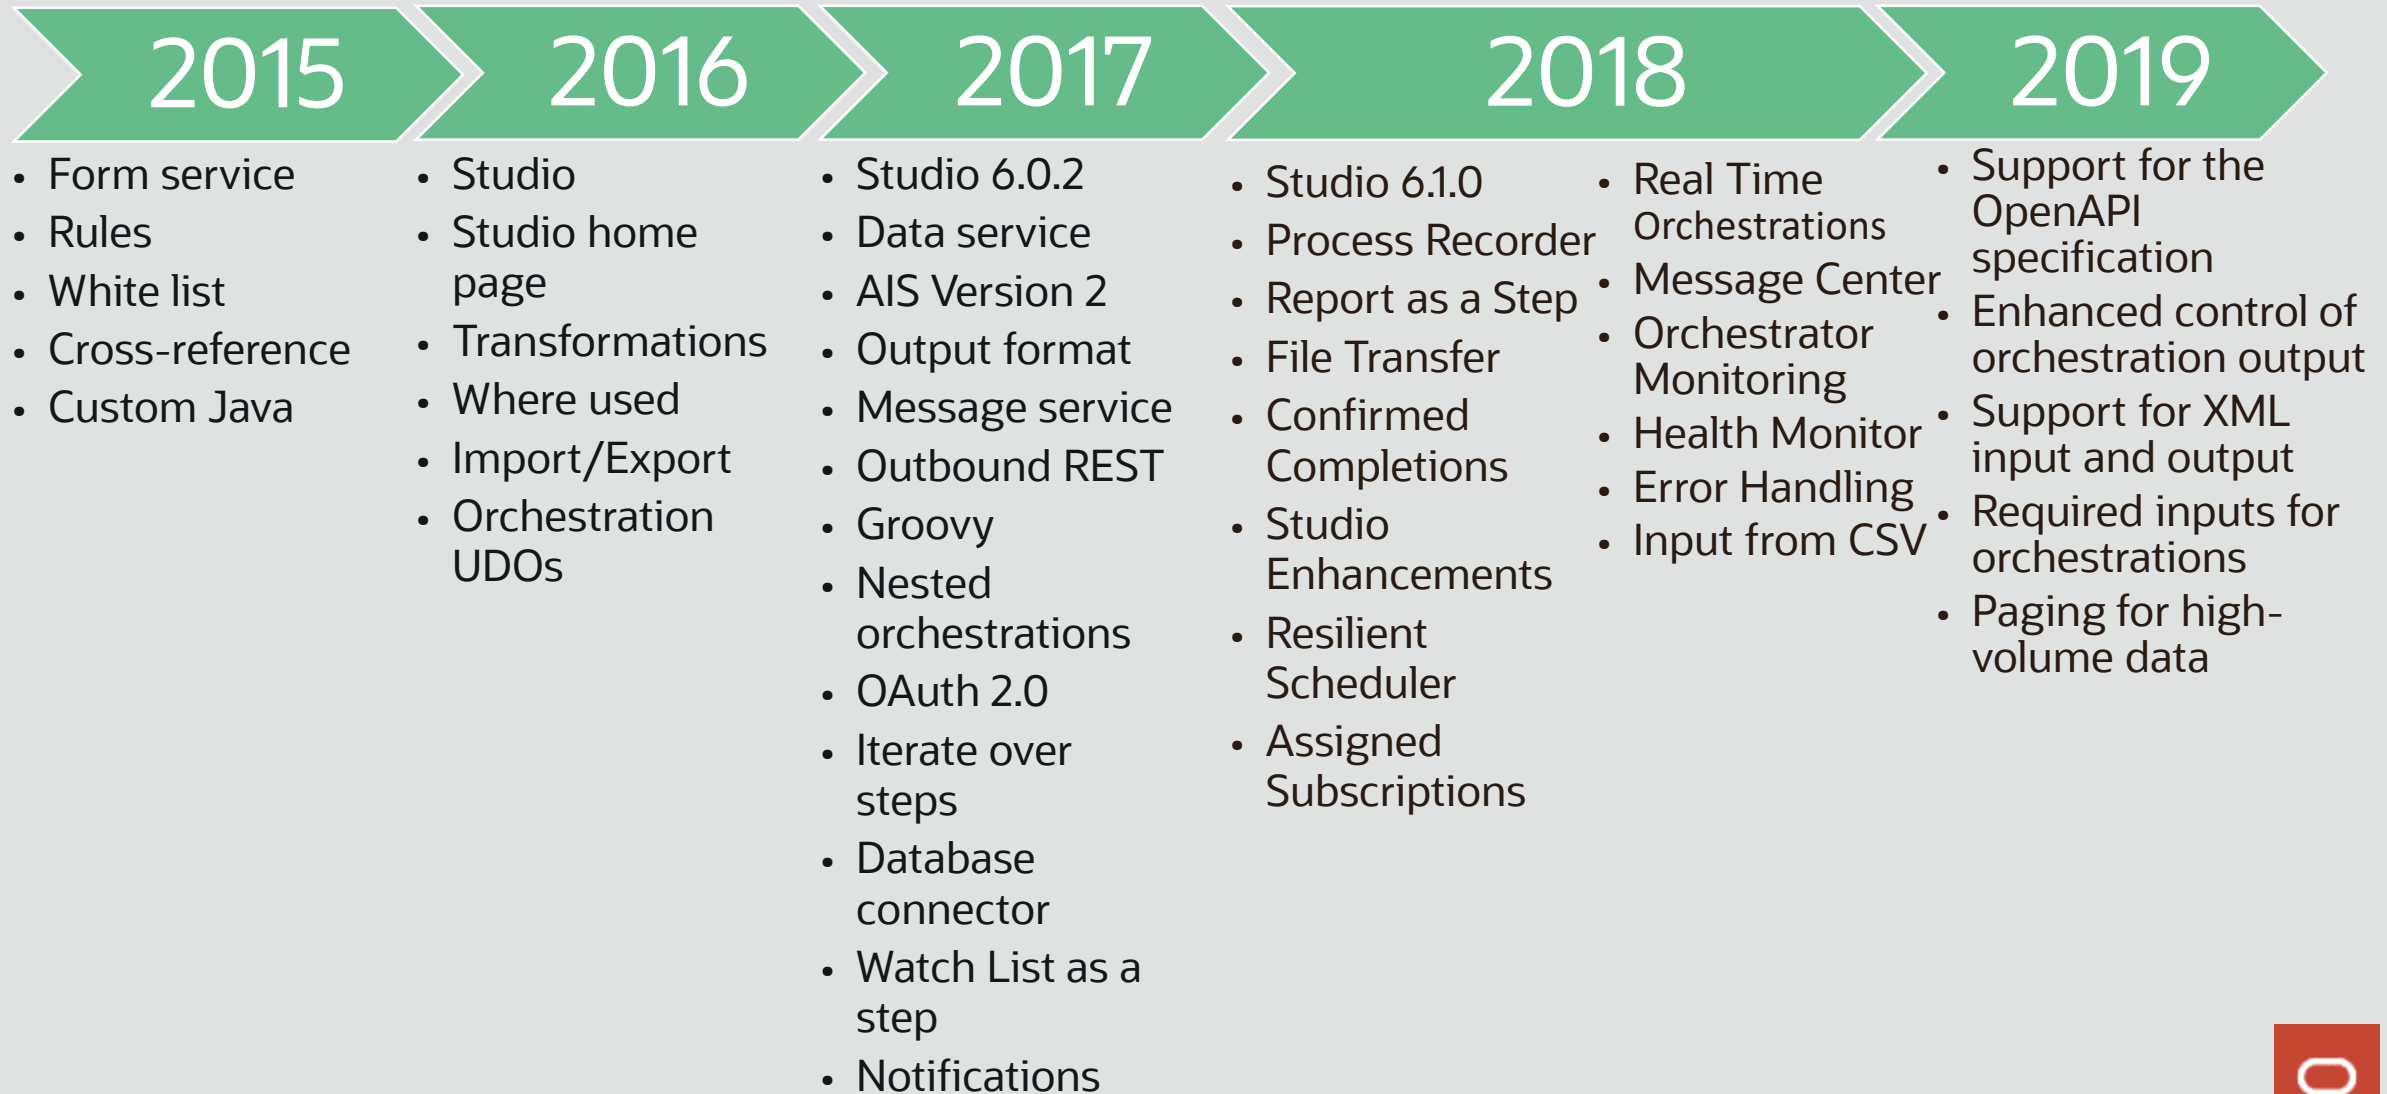 2015
• Form service
• Rules
• White list
• Cross-reference
• Custom Java
2016
• Studio
• Studio home
page
• Transformations
• Where used
• Import/Export
• Orchestration
UDOs
2017
• Studio 6.0.2
• Data service
• AIS Version 2
• Output format
• Message service
• Outbound REST
• Groovy
• Nested
orchestrations
• OAuth 2.0
• Iterate over
steps
• Database
connector
• Watch List as a
step
• Notifications
2018
• Studio 6.1.0
• Process Recorder
• Report as a Step
• File Transfer
• Confirmed
Completions
• Studio
Enhancements
• Resilient
Scheduler
• Assigned
Subscriptions
• Real Time
Orchestrations
• Message Center
• Orchestrator
Monitoring
• Health Monitor
• Error Handling
• Input from CSV
2019
• Support for the
OpenAPI
specification
• Enhanced control of
orchestration output
• Support for XML
input and output
• Required inputs for
orchestrations
• Paging for high-
volume data